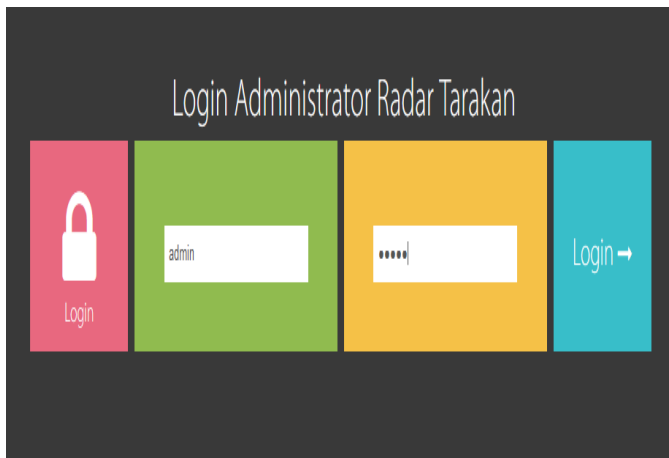 Login Administrator Radar Tarakan
Login
admin
•••••
Login ➞